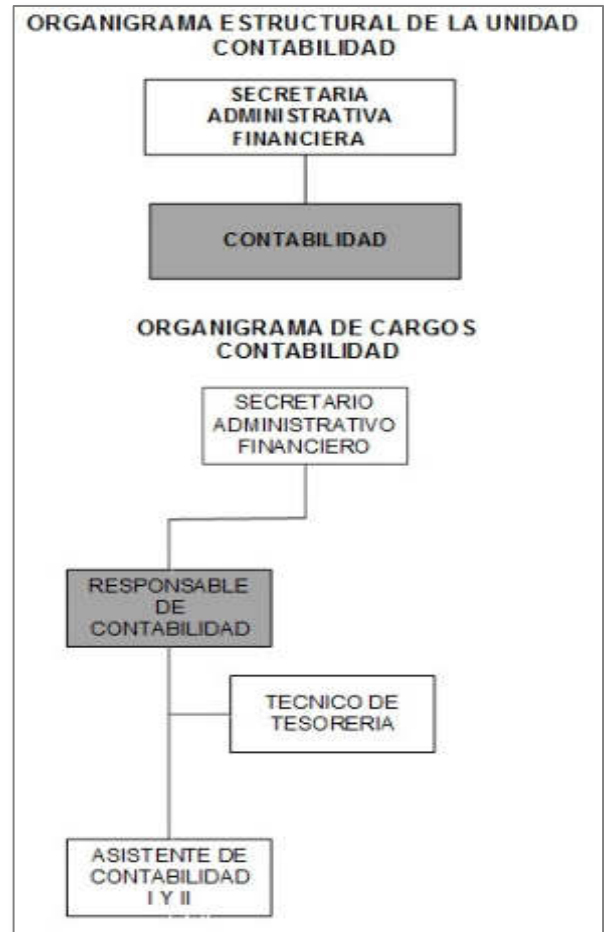 ORGANIGRAMA ESTRUCTURAL DE LA UNIDAD
CONTABILIDAD
SECRETARIA
ADMINISTRATIVA
FINANCIERA
CONTABILIDAD
ORGANIGRAMA DE CARGOS
CONTABILIDAD
SECRETARIO
ADMINISTRATIVO
FINANCIERO
RESPONSABLE
DE
CONTABILIDAD
TECNICO DE
TESORERIA
ASISTENTE DE
CONTABILIDAD
I Y II